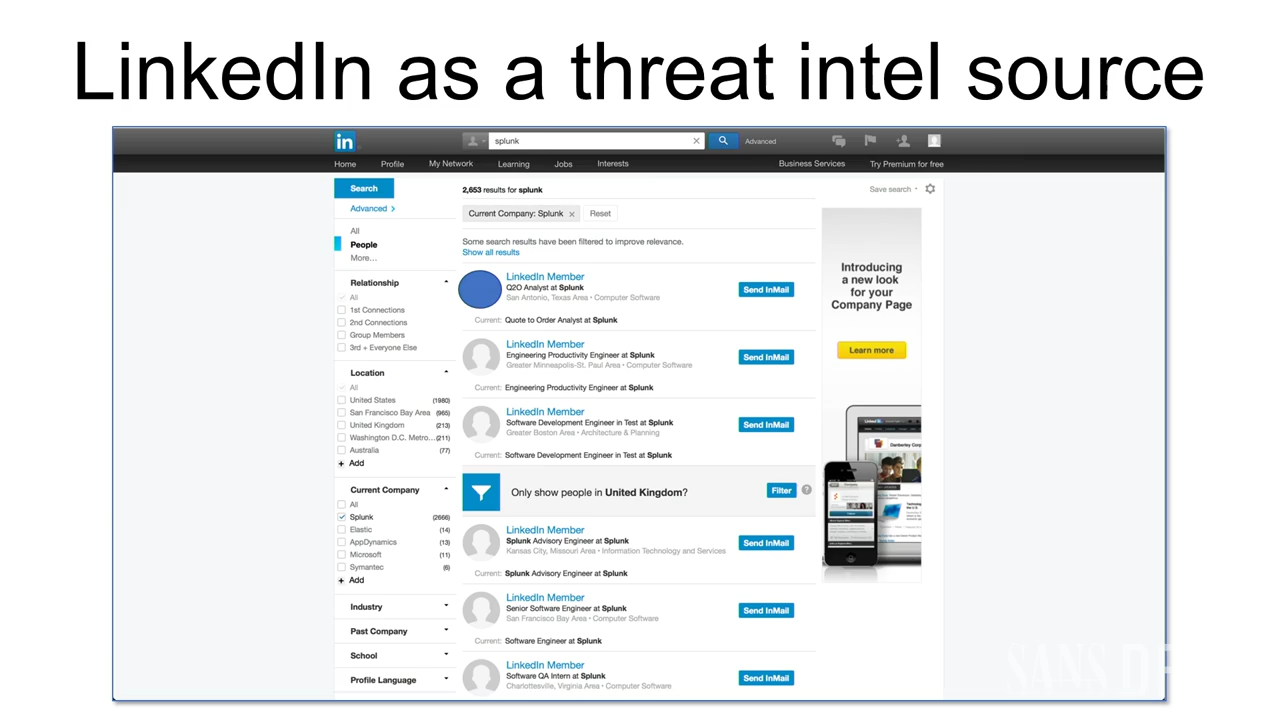 LinkedIn as a threat intel source
in
splunk
Advanced
Home Profile My Network Learning Jobs Interests Business Services Try Premium for free
Search
Advanced >
All
People
More...
Relationship
All
1st Connections
2nd Connections
Group Members
3rd + Everyone Else
Location
All
United States (1980)
San Francisco Bay Area (965)
United Kingdom (213)
Washington D.C. Metro... (211)
Australia (77)
+ Add
Current Company
All
Splunk (2666)
Elastic (14)
AppDynamics (13)
Microsoft (11)
Symantec (6)
+ Add
Industry
Past Company
School
Profile Language
2,653 results for splunk
Save search
Current Company: Splunk × Reset
Some search results have been filtered to improve relevance.
Show all results
LinkedIn Member
Q2O Analyst at Splunk
San Antonio, Texas Area • Computer Software
Send InMail
Current: Quote to Order Analyst at Splunk
LinkedIn Member
Engineering Productivity Engineer at Splunk
Greater Minneapolis-St. Paul Area • Computer Software
Send InMail
Current: Engineering Productivity Engineer at Splunk
LinkedIn Member
Software Development Engineer in Test at Splunk
Greater Boston Area • Architecture & Planning
Send InMail
Current: Software Development Engineer in Test at Splunk
Only show people in United Kingdom?
Filter
?
LinkedIn Member
Splunk Advisory Engineer at Splunk
Kansas City, Missouri Area • Information Technology and Services
Send InMail
Current: Splunk Advisory Engineer at Splunk
LinkedIn Member
Senior Software Engineer at Splunk
San Francisco Bay Area • Computer Software
Send InMail
Current: Software Engineer at Splunk
LinkedIn Member
Software QA Intern at Splunk
Charlottesville, Virginia Area • Computer Software
Send InMail
Introducing
a new look
for your
Company Page
Learn more
SANS